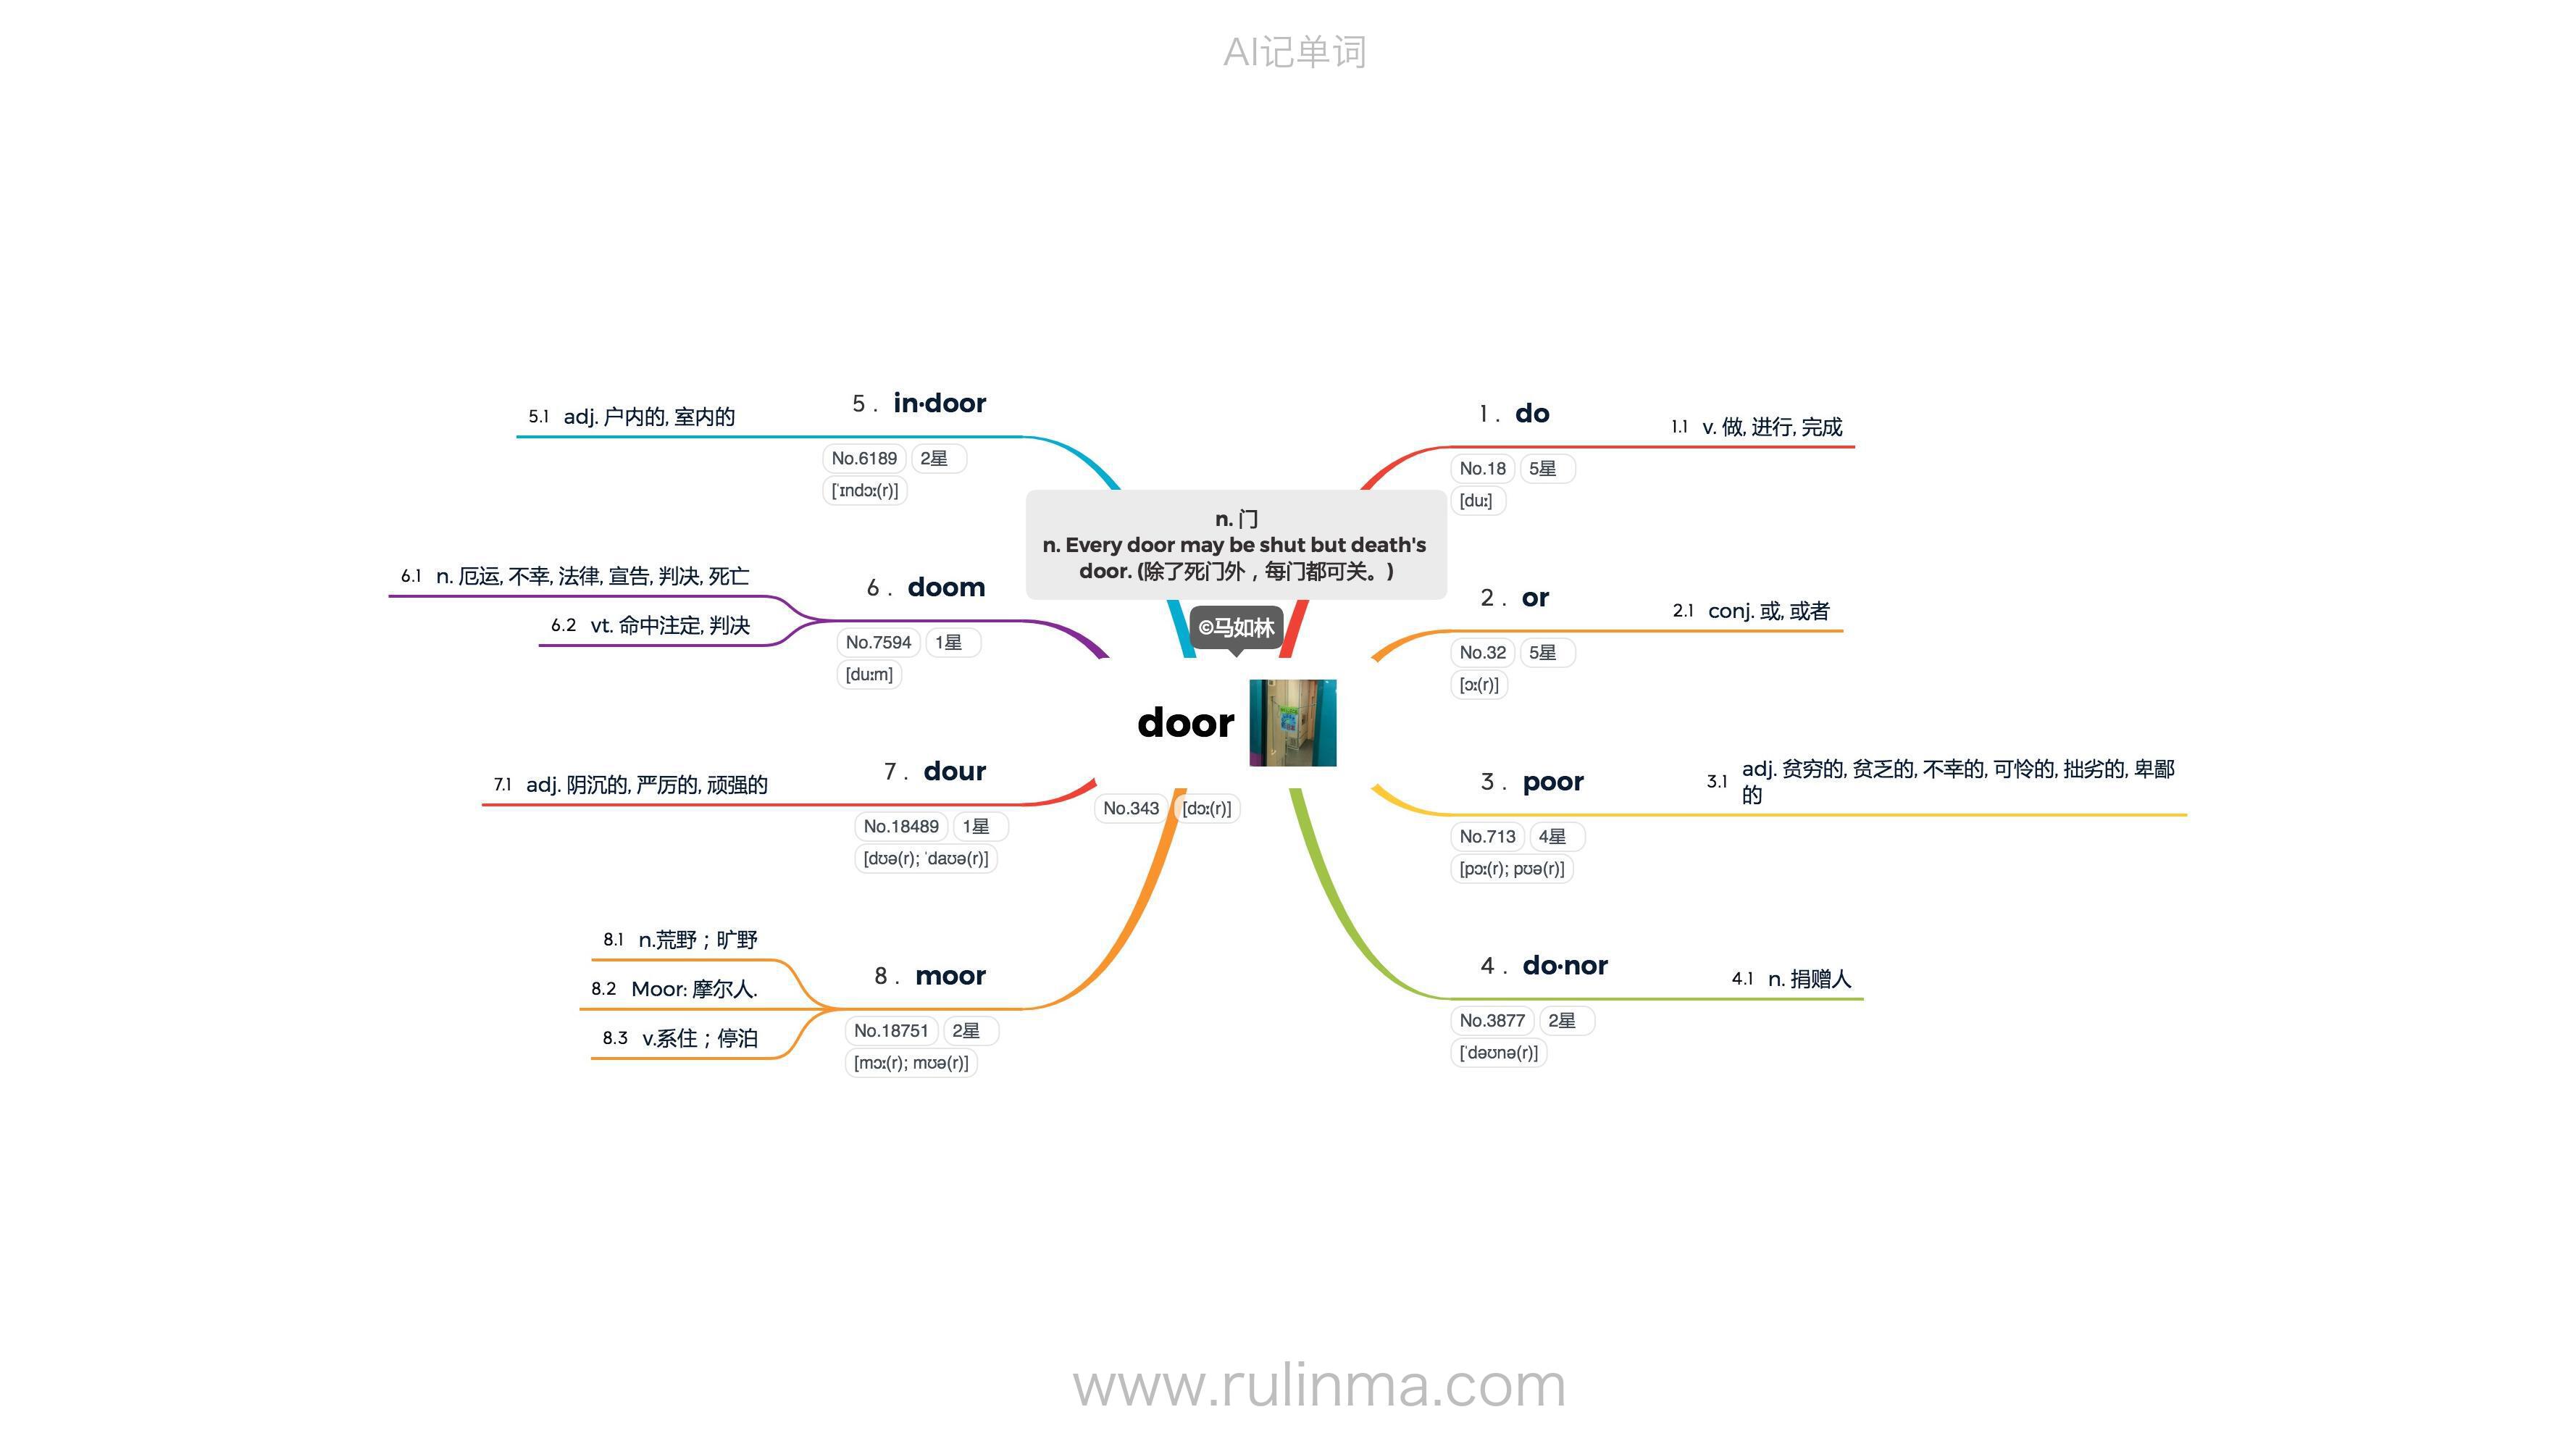 AI记单词
n. 门
n. Every door may be shut but death's
door. (除了死门外，每门都可关。)
©马如林
door
No.343 [dɔː(r)]
1. do
No.18 5星
[duː]
1.1 v. 做, 进行, 完成
2. or
No.32 5星
[ɔː(r)]
2.1 conj. 或, 或者
3. poor
No.713 4星
[pɔː(r); pʊə(r)]
3.1 adj. 贫穷的, 贫乏的, 不幸的, 可怜的, 拙劣的, 卑鄙
的
4. do·nor
No.3877 2星
[ˈdəʊnə(r)]
4.1 n. 捐赠人
5. in·door
No.6189 2星
[ˈɪndɔː(r)]
5.1 adj. 户内的, 室内的
6. doom
No.7594 1星
[duːm]
6.1 n. 厄运, 不幸, 法律, 宣告, 判决, 死亡
6.2 vt. 命中注定, 判决
7. dour
No.18489 1星
[dʊə(r); ˈdaʊə(r)]
7.1 adj. 阴沉的, 严厉的, 顽强的
8. moor
No.18751 2星
[mɔː(r); mʊə(r)]
8.1 n.荒野；旷野
8.2 Moor: 摩尔人.
8.3 v.系住；停泊
www.rulinma.com